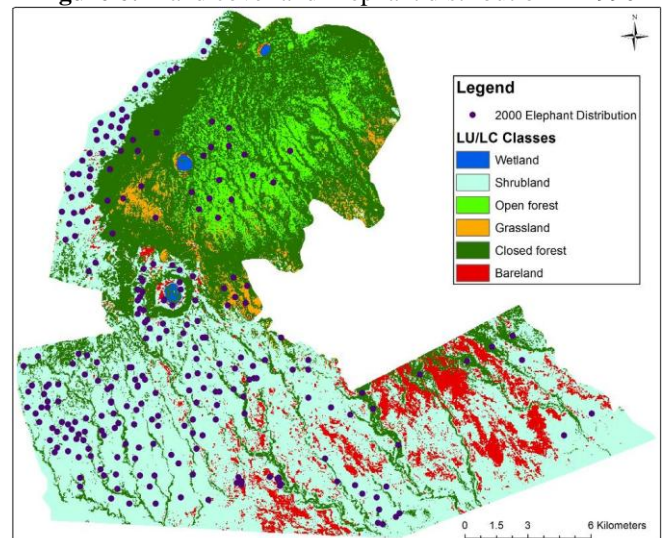 N
Legend
2000 Elephant Distribution
LU/LC Classes
Wetland
Shrubland
Open forest
Grassland
Closed forest
Bareland
0 1.5 3 6 Kilometers